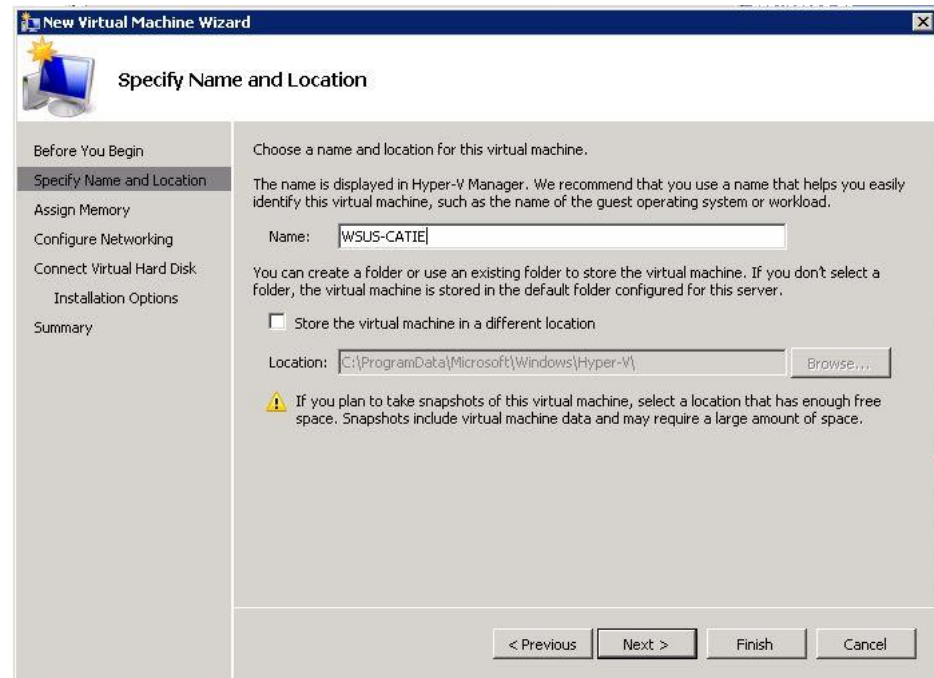 New Virtual Machine Wizard
Specify Name and Location
Before You Begin
Specify Name and Location
Assign Memory
Configure Networking
Connect Virtual Hard Disk
Installation Options
Summary
Choose a name and location for this virtual machine.
The name is displayed in Hyper-V Manager. We recommend that you use a name that helps you easily
identify this virtual machine, such as the name of the guest operating system or workload.
Name: WSUS-CATIE
You can create a folder or use an existing folder to store the virtual machine. If you don't select a
folder, the virtual machine is stored in the default folder configured for this server.
Store the virtual machine in a different location
Location: C:\ProgramData\Microsoft\Windows\Hyper-V\ Browse...
If you plan to take snapshots of this virtual machine, select a location that has enough free
space. Snapshots include virtual machine data and may require a large amount of space.
< Previous Next > Finish Cancel